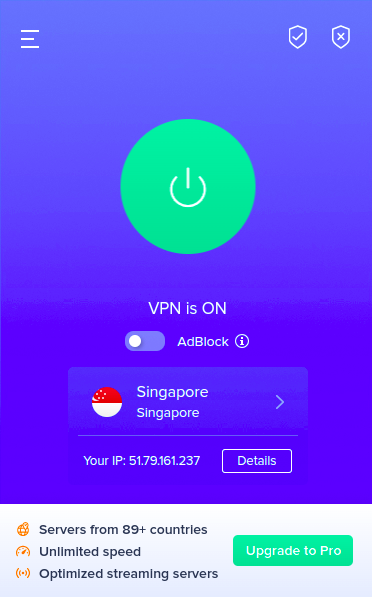 VPN is ON
AdBlock
Singapore
Singapore
Your IP: 51.79.161.237 Details
Servers from 89+ countries
Unlimited speed
Optimized streaming servers
Upgrade to Pro